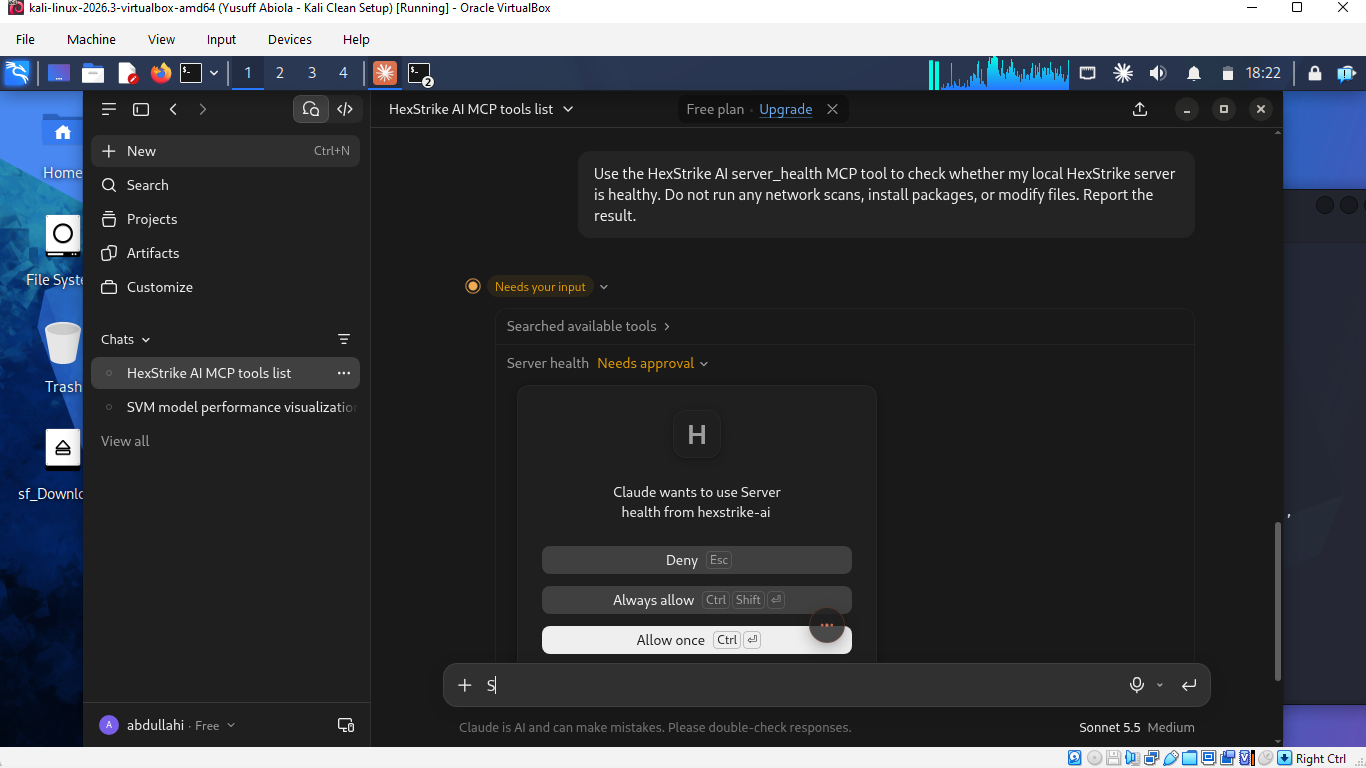 kali-linux-2026.3-virtualbox-amd64 (Yusuff Abiola - Kali Clean Setup) [Running] - Oracle VirtualBox
File Machine View Input Devices Help
1 2 3 4 2 18:22
HexStrike AI MCP tools list
Free plan · Upgrade
New Ctrl+N
Search
Projects
Artifacts
Customize
Chats
HexStrike AI MCP tools list
SVM model performance visualizatio
View all
abdullahi · Free
A
Home
File Syste
Trash
sf_Downlo
Use the HexStrike AI server_health MCP tool to check whether my local HexStrike server
is healthy. Do not run any network scans, install packages, or modify files. Report the
result.
Needs your input
Searched available tools
Server health Needs approval
H
Claude wants to use Server
health from hexstrike-ai
Deny Esc
Always allow Ctrl Shift ⏎
Allow once Ctrl ⏎
S
Claude is AI and can make mistakes. Please double-check responses.
Sonnet 5.5 Medium
Right Ctrl